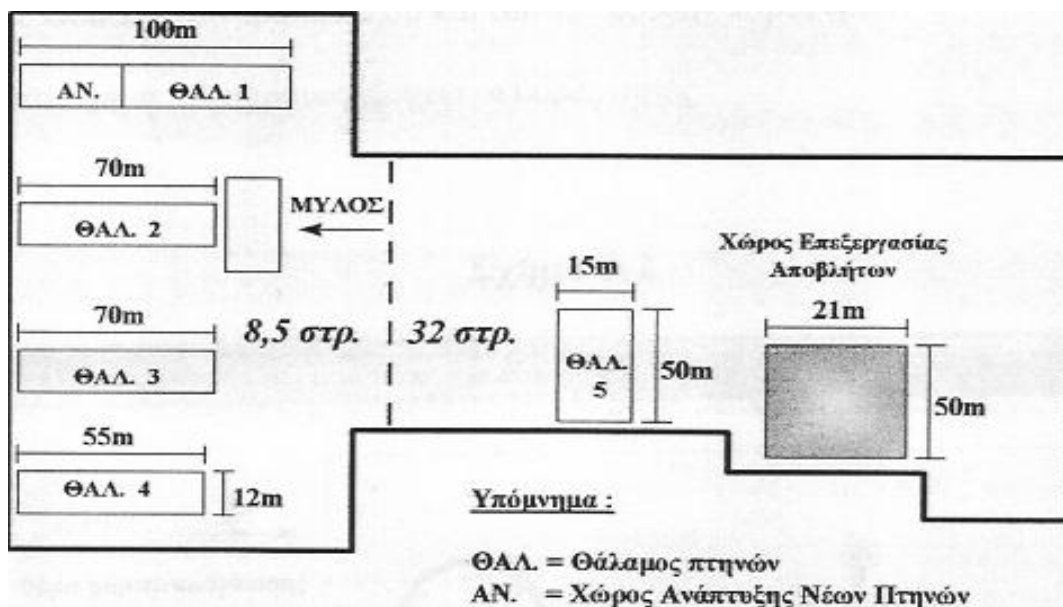 100m
ΑΝ. ΘΑΛ. 1
70m
ΘΑΛ. 2
ΜΥΛΟΣ
Χώρος Επεξεργασίας
Αποβλήτων
15m
21m
70m
8,5 στρ. 32 στρ.
ΘΑΛ. 3
ΘΑΛ.
5
50m
50m
55m
ΘΑΛ. 4
12m
Υπόμνημα :
ΘΑΛ. = Θάλαμος πτηνών
ΑΝ. = Χώρος Ανάπτυξης Νέων Πτηνών